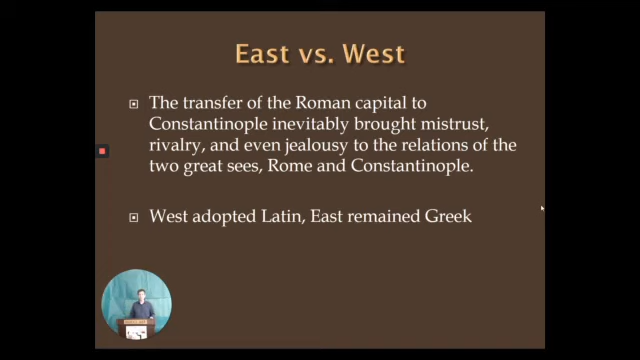 East vs. West
The transfer of the Roman capital to
Constantinople inevitably brought mistrust,
rivalry, and even jealousy to the relations of the
two great sees, Rome and Constantinople.
West adopted Latin, East remained Greek